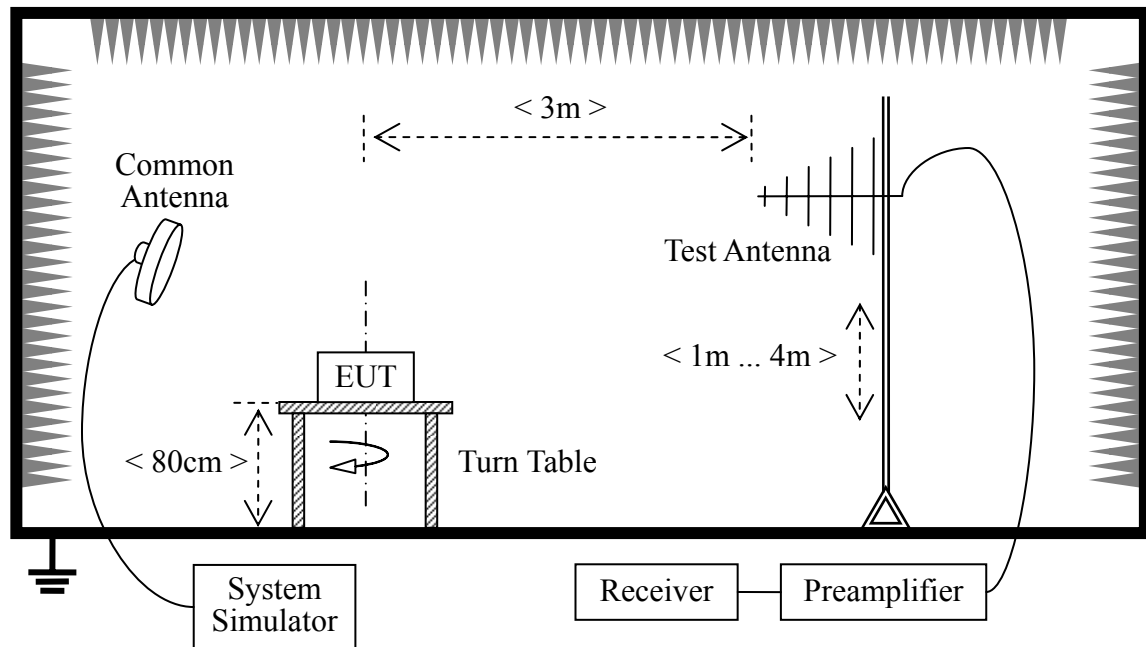 < 3m >
Common
Antenna
Test Antenna
< 1m ... 4m >
EUT
< 80cm >
Turn Table
System
Simulator
Receiver
Preamplifier